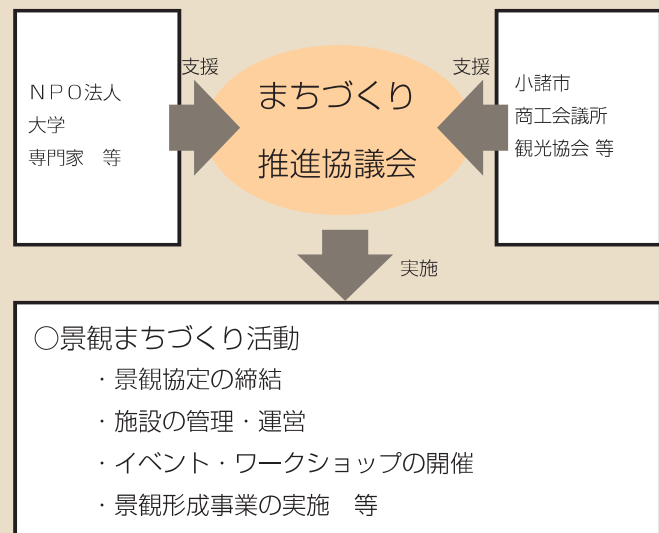 支援
支援
NPO法人
大学
専門家　等
まちづくり
推進協議会
小諸市
商工会議所
観光協会 等
実施
○景観まちづくり活動
・景観協定の締結
・施設の管理・運営
・イベント・ワークショップの開催
・景観形成事業の実施　等